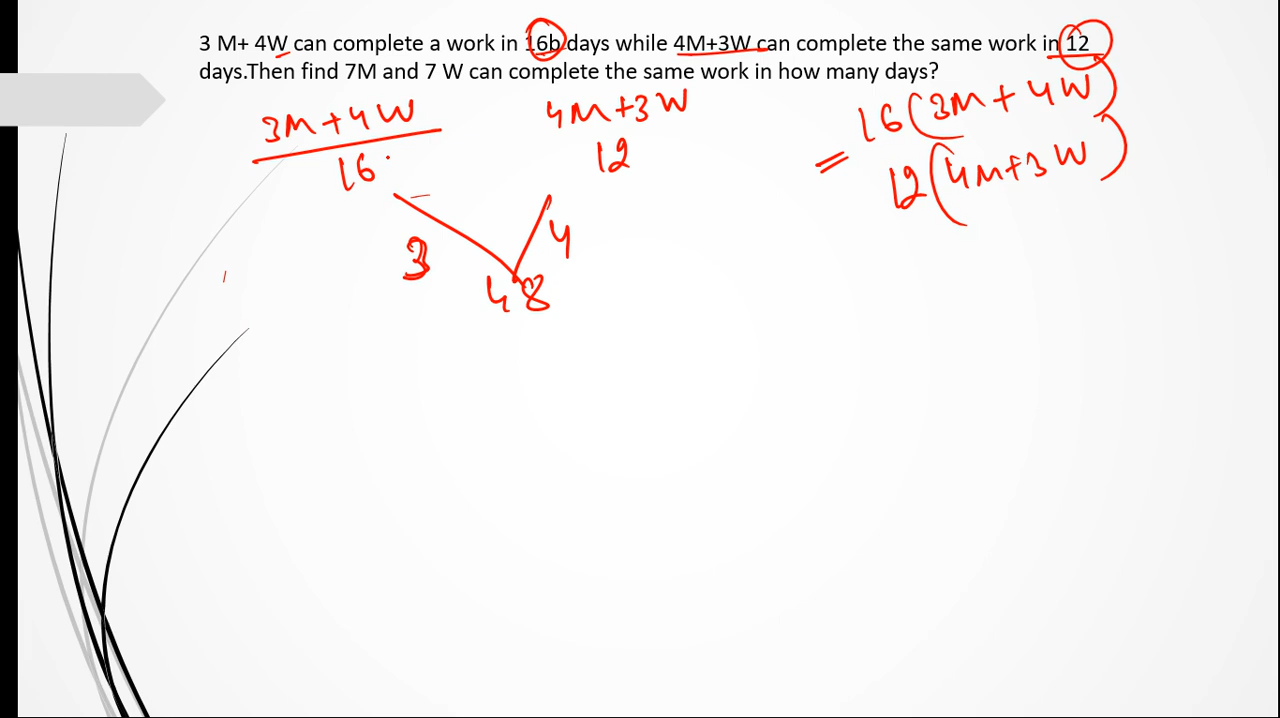 3 M+ 4W can complete a work in 16b days while 4M+3W can complete the same work in 12
days.Then find 7M and 7 W can complete the same work in how many days?
3M+4W
16
4M+3W
12
3
4
48
16(3M+4W)
= 12(4M+3W)